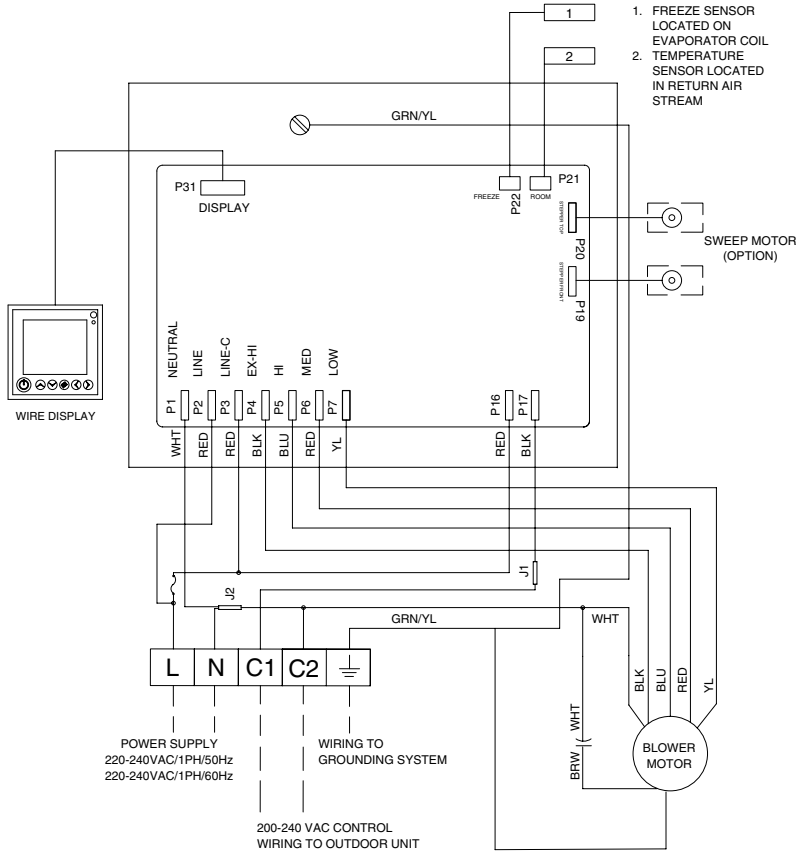 1
2
1. FREEZE SENSOR
LOCATED ON
EVAPORATOR COIL
2. TEMPERATURE
SENSOR LOCATED
IN RETURN AIR
STREAM
GRN/YL
P31
DISPLAY
FREEZE
P22
ROOM
P21
STEPPER TOP
P20
STEPPER FRONT
P19
SWEEP MOTOR
(OPTION)
WIRE DISPLAY
NEUTRAL
LINE
LINE-C
EX-HI
HI
MED
LOW
P1
P2
P3
P4
P5
P6
P7
P16
P17
WHT
RED
RED
BLK
BLU
RED
YL
RED
BLK
J1
J2
GRN/YL
WHT
L
N
C1
C2
BLK
BLU
RED
YL
WHT
BRW
BLOWER
MOTOR
POWER SUPPLY
220-240VAC/1PH/50Hz
220-240VAC/1PH/60Hz
WIRING TO
GROUNDING SYSTEM
200-240 VAC CONTROL
WIRING TO OUTDOOR UNIT